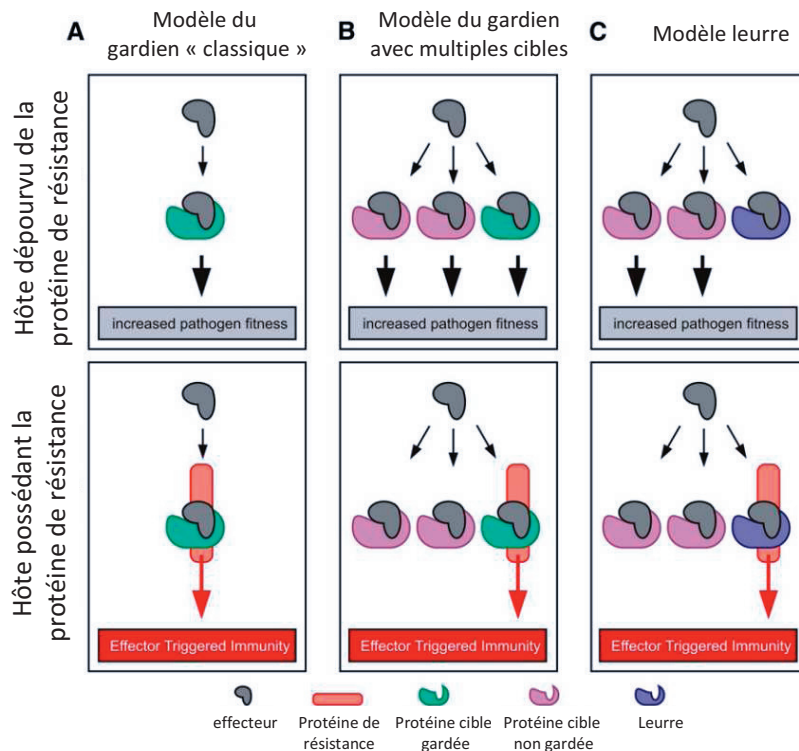 A
Modèle du
gardien « classique »
B
Modèle du gardien
avec multiples cibles
C
Modèle leurre
Hôte dépourvu de la
protéine de résistance
increased pathogen fitness
increased pathogen fitness
increased pathogen fitness
Hôte possédant la
protéine de résistance
Effector Triggered Immunity
Effector Triggered Immunity
Effector Triggered Immunity
effecteur
Protéine de
résistance
Protéine cible
gardée
Protéine cible
non gardée
Leurre